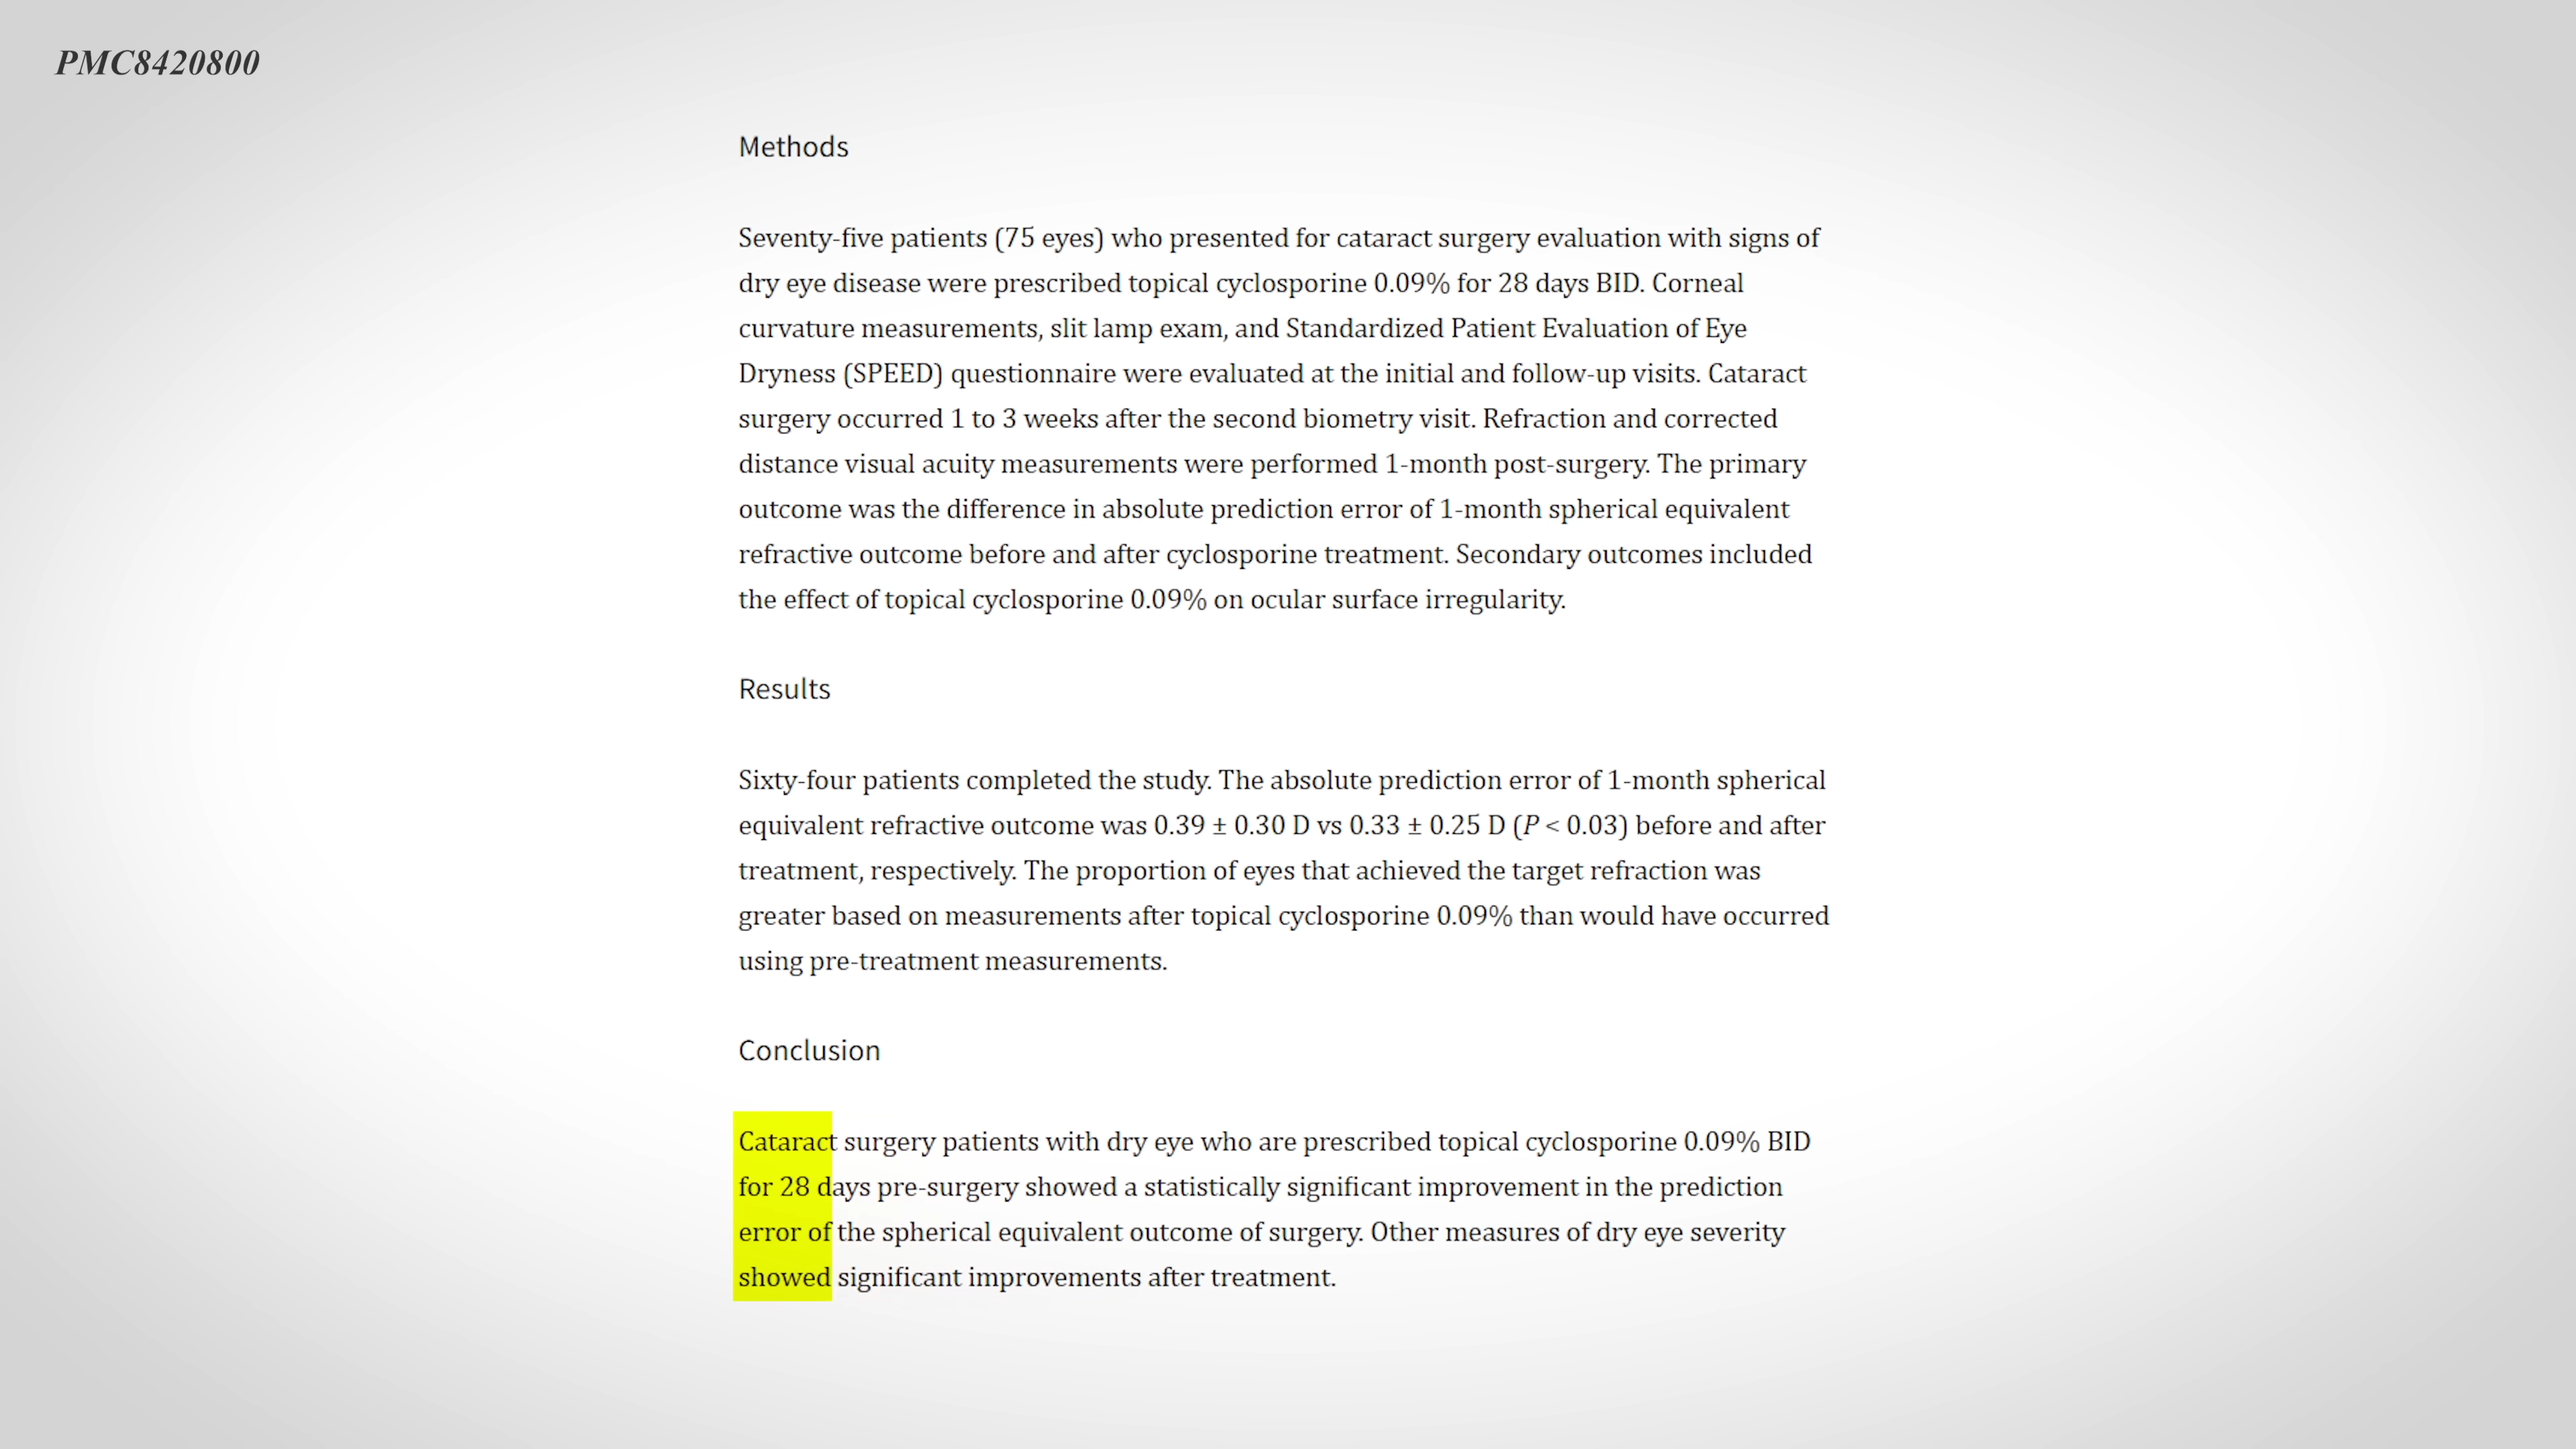 PMC8420800
Methods
Seventy-five patients (75 eyes) who presented for cataract surgery evaluation with signs of
dry eye disease were prescribed topical cyclosporine 0.09% for 28 days BID. Corneal
curvature measurements, slit lamp exam, and Standardized Patient Evaluation of Eye
Dryness (SPEED) questionnaire were evaluated at the initial and follow-up visits. Cataract
surgery occurred 1 to 3 weeks after the second biometry visit. Refraction and corrected
distance visual acuity measurements were performed 1-month post-surgery. The primary
outcome was the difference in absolute prediction error of 1-month spherical equivalent
refractive outcome before and after cyclosporine treatment. Secondary outcomes included
the effect of topical cyclosporine 0.09% on ocular surface irregularity.
Results
Sixty-four patients completed the study. The absolute prediction error of 1-month spherical
equivalent refractive outcome was 0.39 ± 0.30 D vs 0.33 ± 0.25 D (P < 0.03) before and after
treatment, respectively. The proportion of eyes that achieved the target refraction was
greater based on measurements after topical cyclosporine 0.09% than would have occurred
using pre-treatment measurements.
Conclusion
Cataract surgery patients with dry eye who are prescribed topical cyclosporine 0.09% BID
for 28 days pre-surgery showed a statistically significant improvement in the prediction
error of the spherical equivalent outcome of surgery. Other measures of dry eye severity
showed significant improvements after treatment.